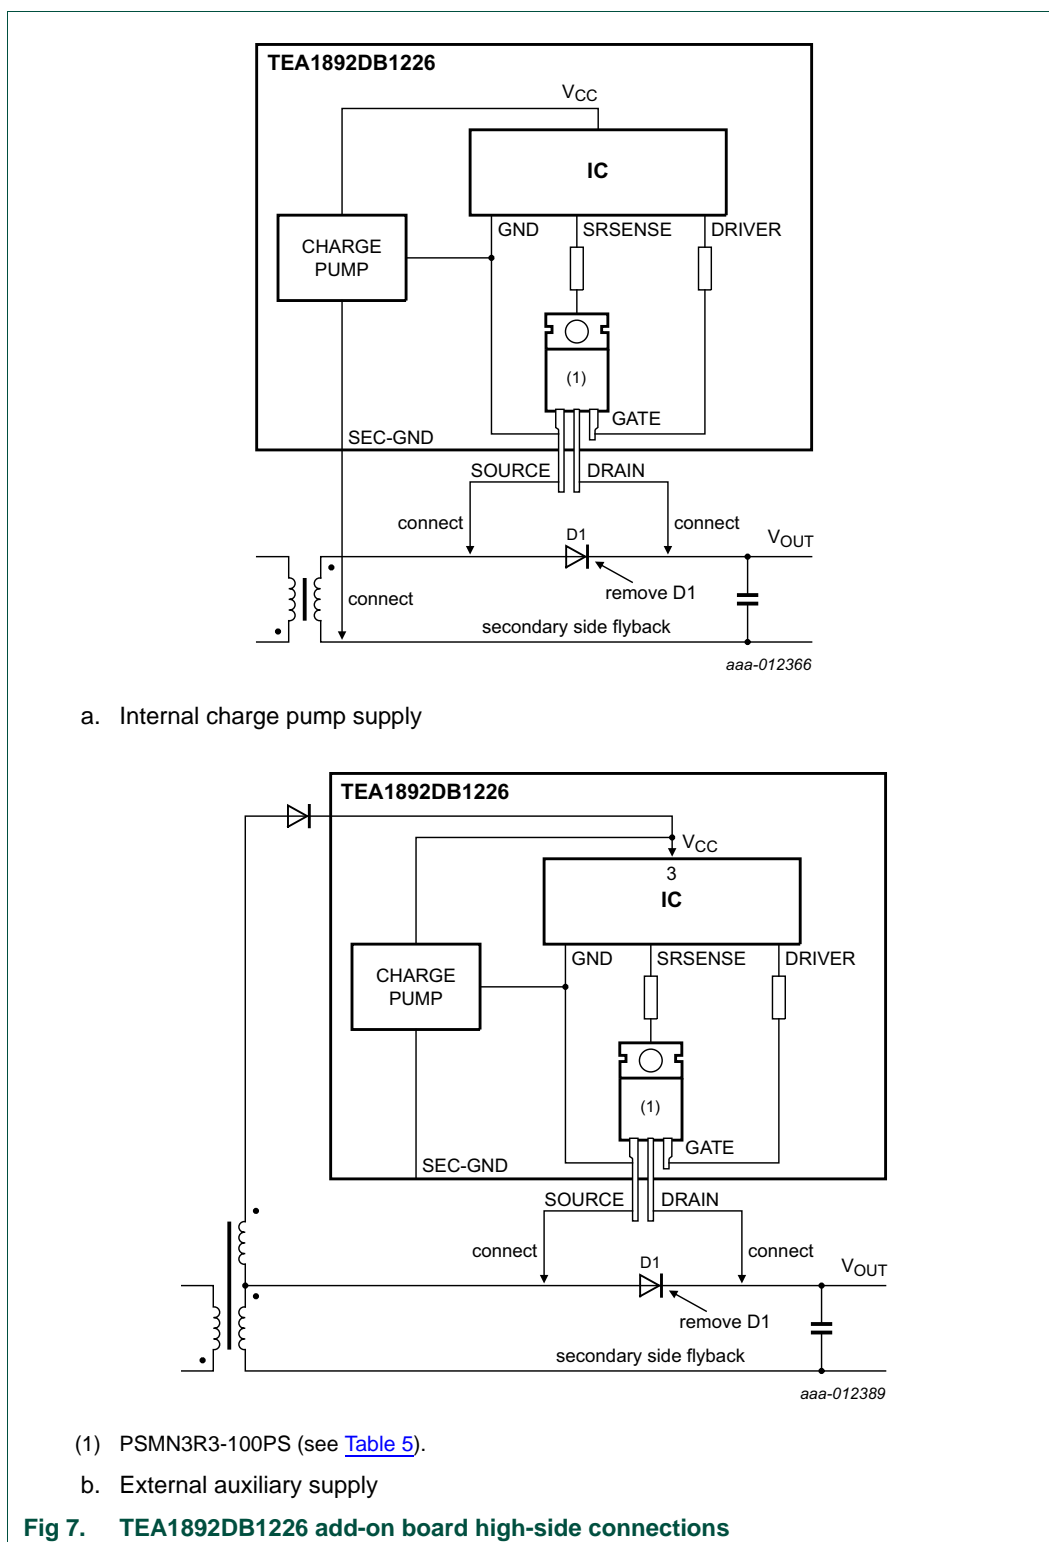 TEA1892DB1226
VCC
IC
GND SRSENSE DRIVER
CHARGE
PUMP
(1)
GATE
SEC-GND
SOURCE DRAIN
connect connect
D1
VOUT
remove D1
connect
secondary side flyback
aaa-012366
a. Internal charge pump supply
TEA1892DB1226
VCC
3
IC
GND SRSENSE DRIVER
CHARGE
PUMP
(1)
GATE
SEC-GND
SOURCE DRAIN
connect connect
D1
VOUT
remove D1
secondary side flyback
aaa-012389
(1) PSMN3R3-100PS (see Table 5).
b. External auxiliary supply
Fig 7. TEA1892DB1226 add-on board high-side connections